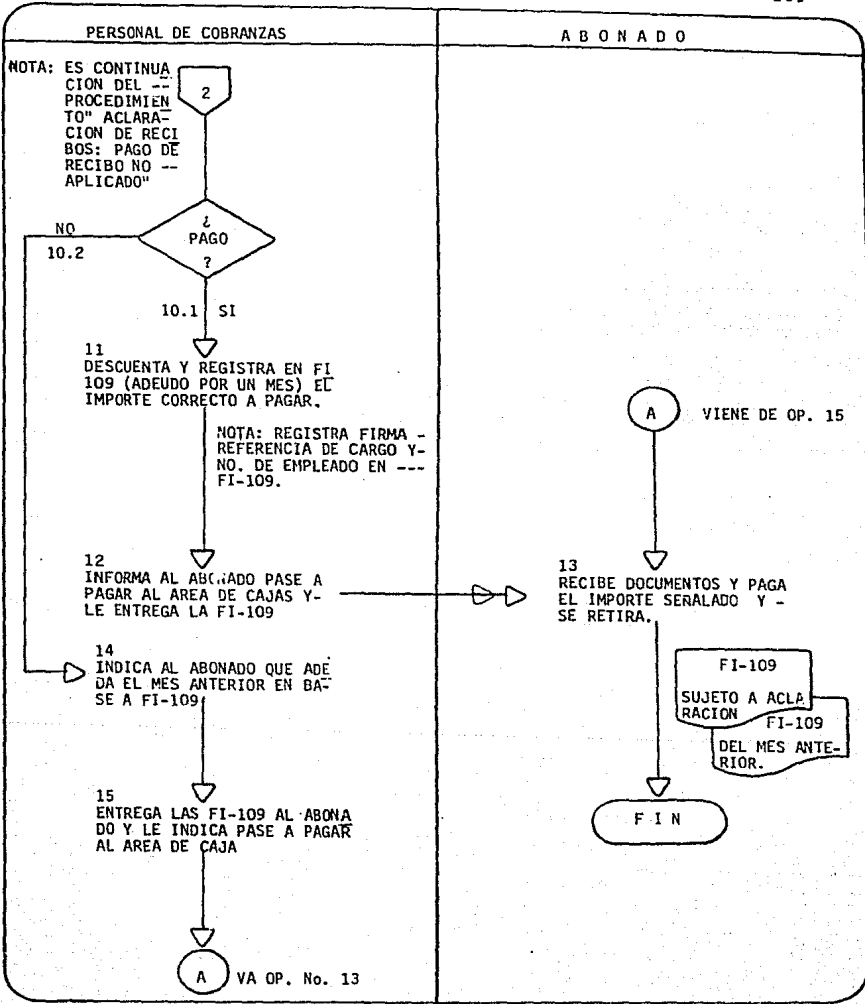 PERSONAL DE COBRANZAS
A B O N A D O
NOTA: ES CONTINUA
CION DEL --
PROCEDIMIEN
TO" ACLARA-
CION DE RECI
BOS: PAGO DE
RECIBO NO --
APLICADO"
2
¿
PAGO
?
NO
10.2
10.1 SI
11
DESCUENTA Y REGISTRA EN FI
109 (ADEUDO POR UN MES) EL
IMPORTE CORRECTO A PAGAR.
NOTA: REGISTRA FIRMA -
REFERENCIA DE CARGO Y-
NO. DE EMPLEADO EN ---
FI-109.
12
INFORMA AL ABONADO PASE A
PAGAR AL AREA DE CAJAS Y-
LE ENTREGA LA FI-109
14
INDICA AL ABONADO QUE ADE
DA EL MES ANTERIOR EN BA-
SE A FI-109
15
ENTREGA LAS FI-109 AL ABONA
DO Y LE INDICA PASE A PAGAR
AL AREA DE CAJA
A VA OP. No. 13
A VIENE DE OP. 15
13
RECIBE DOCUMENTOS Y PAGA
EL IMPORTE SEÑALADO Y -
SE RETIRA.
FI-109
SUJETO A ACLA
RACION
FI-109
DEL MES ANTE-
RIOR.
F I N